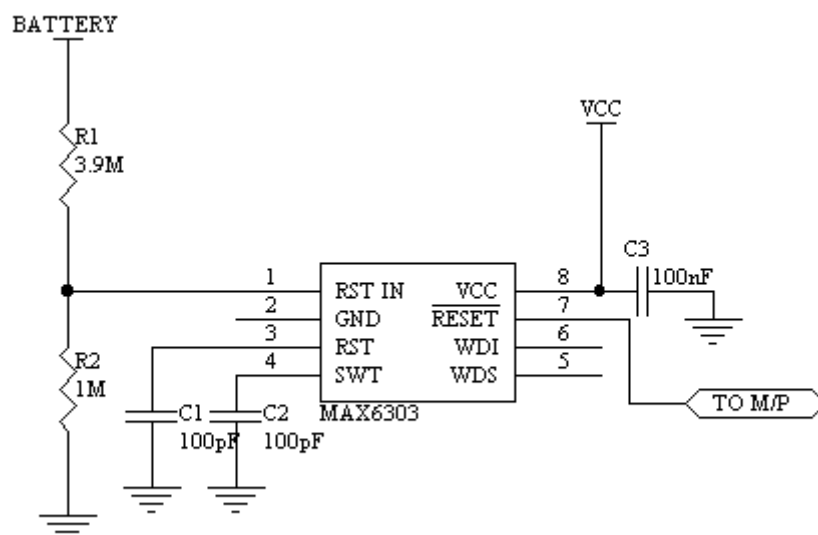 BATTERY
R1
3.9M
VCC
C3
100nF
1
RST IN
VCC
8
2
GND
RESET
7
3
RST
WDI
6
4
SWT
WDS
5
R2
1M
C1
100pF
C2
100pF
MAX6303
TO M/P